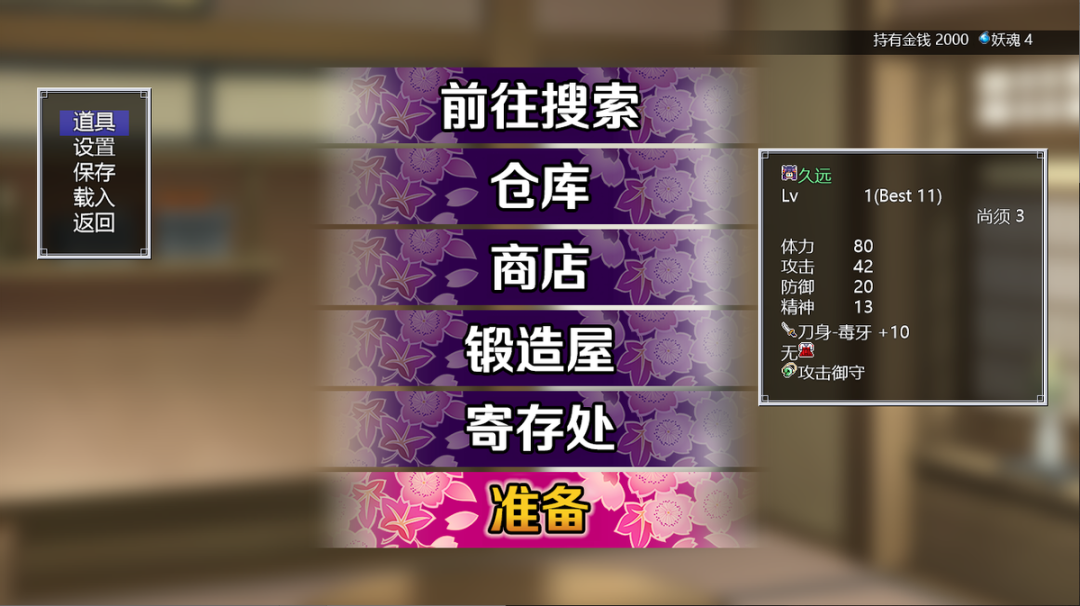 持有金钱 2000 妖魂 4
道具
设置
保存
载入
返回
前往搜索
仓库
商店
锻造屋
寄存处
准备
久远
Lv 1(Best 11)
尚须 3
体力 80
攻击 42
防御 20
精神 13
刀身-毒牙 +10
无
攻击御守